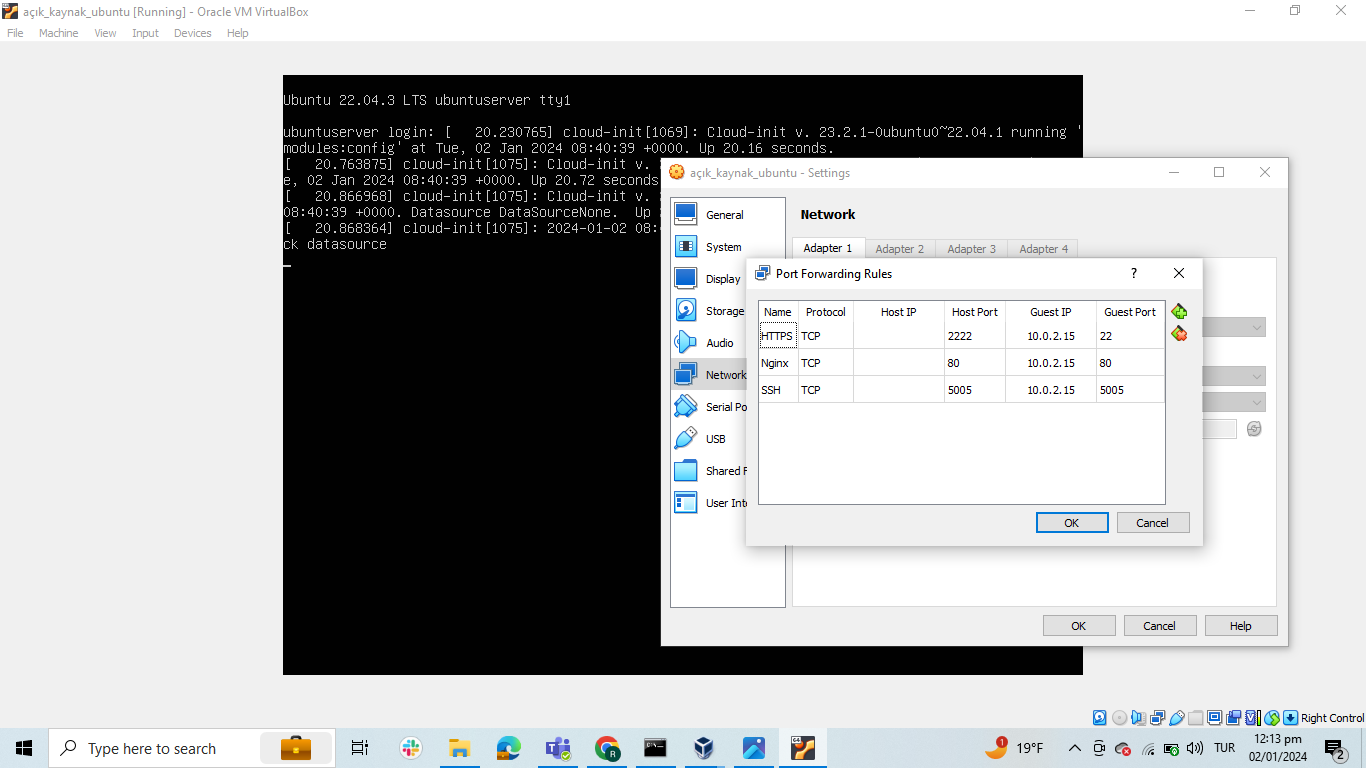 açık_kaynak_ubuntu [Running] - Oracle VM VirtualBox
File Machine View Input Devices Help
Ubuntu 22.04.3 LTS ubuntuserver tty1
ubuntuserver login: [   20.230765] cloud-init[1069]: Cloud-init v. 23.2.1-0ubuntu0~22.04.1 running '
modules:config' at Tue, 02 Jan 2024 08:40:39 +0000. Up 20.16 seconds.
[   20.763875] cloud-init[1075]: Cloud-init v.
e, 02 Jan 2024 08:40:39 +0000. Up 20.72 seconds
[   20.866968] cloud-init[1075]: Cloud-init v.
08:40:39 +0000. Datasource DataSourceNone.  Up
[   20.868364] cloud-init[1075]: 2024-01-02 08:
ck datasource
açık_kaynak_ubuntu - Settings
General
System
Display
Storage
Audio
Network
Serial Po
USB
Shared F
User Inte
Network
Adapter 1 Adapter 2 Adapter 3 Adapter 4
Port Forwarding Rules ?
Name Protocol Host IP Host Port Guest IP Guest Port
HTTPS TCP 2222 10.0.2.15 22
Nginx TCP 80 10.0.2.15 80
SSH TCP 5005 10.0.2.15 5005
OK Cancel
OK Cancel Help
Right Control
Type here to search
1 19°F TUR 12:13 pm
02/01/2024 2